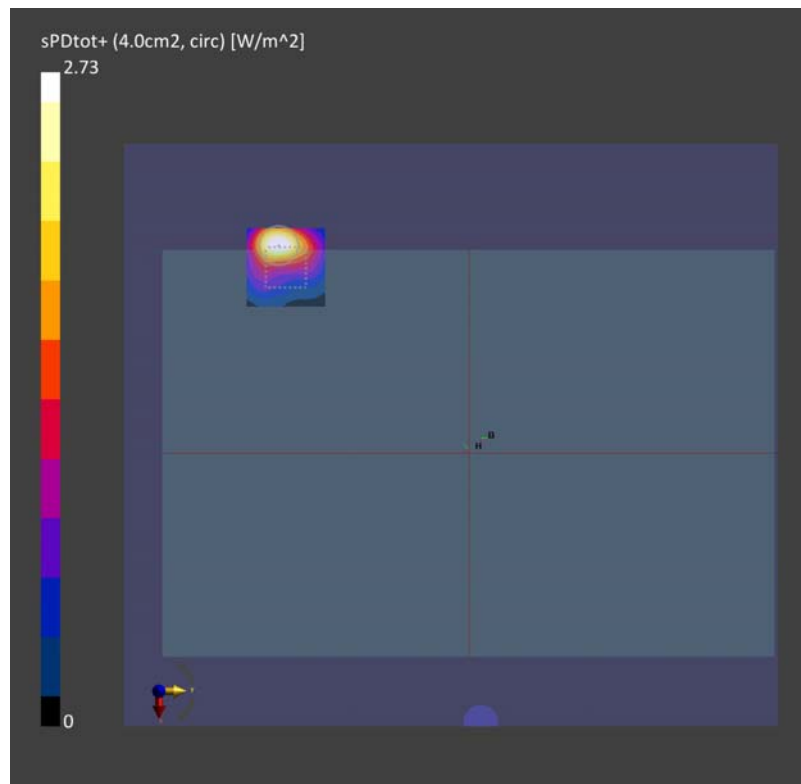 sPDtot+ (4.0cm2, circ) [W/m^2]
2.73
B
H
0